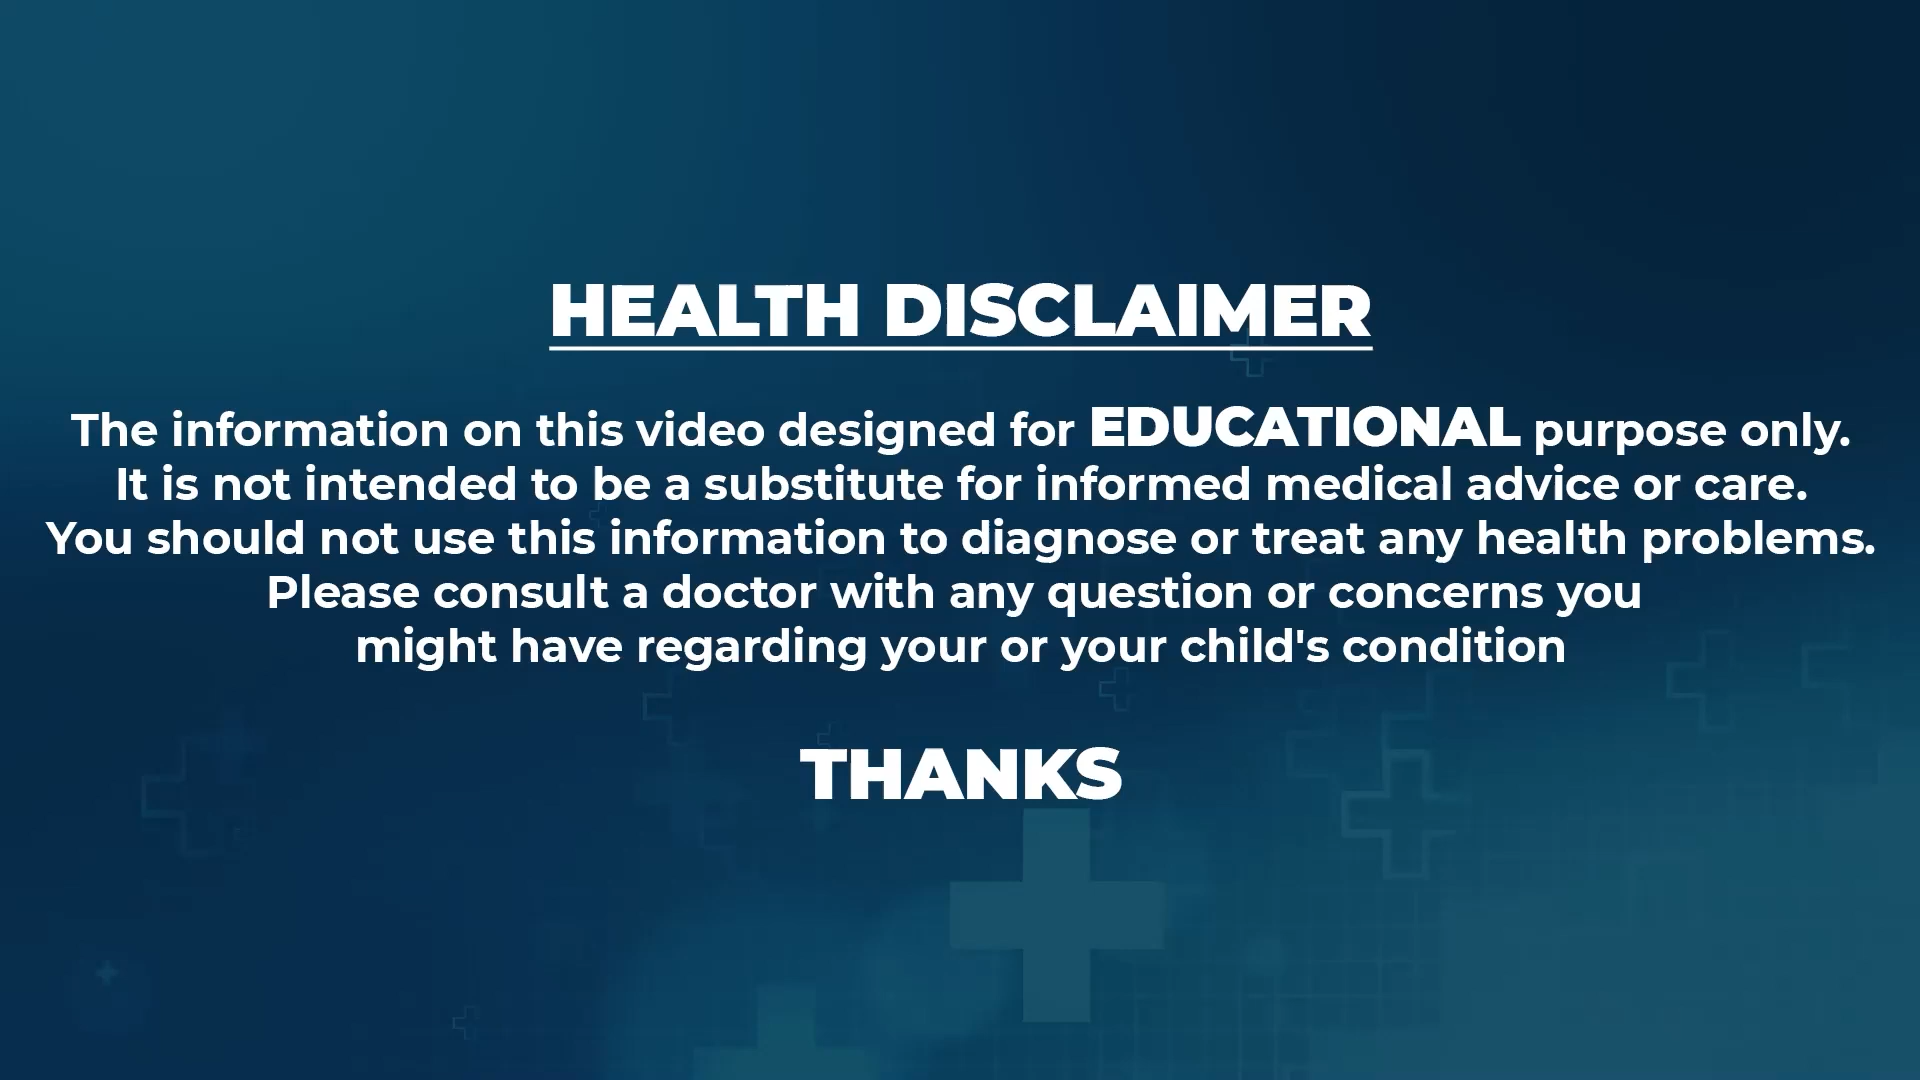 HEALTH DISCLAIMER
The information on this video designed for EDUCATIONAL purpose only.
It is not intended to be a substitute for informed medical advice or care.
You should not use this information to diagnose or treat any health problems.
Please consult a doctor with any question or concerns you
might have regarding your or your child's condition
THANKS